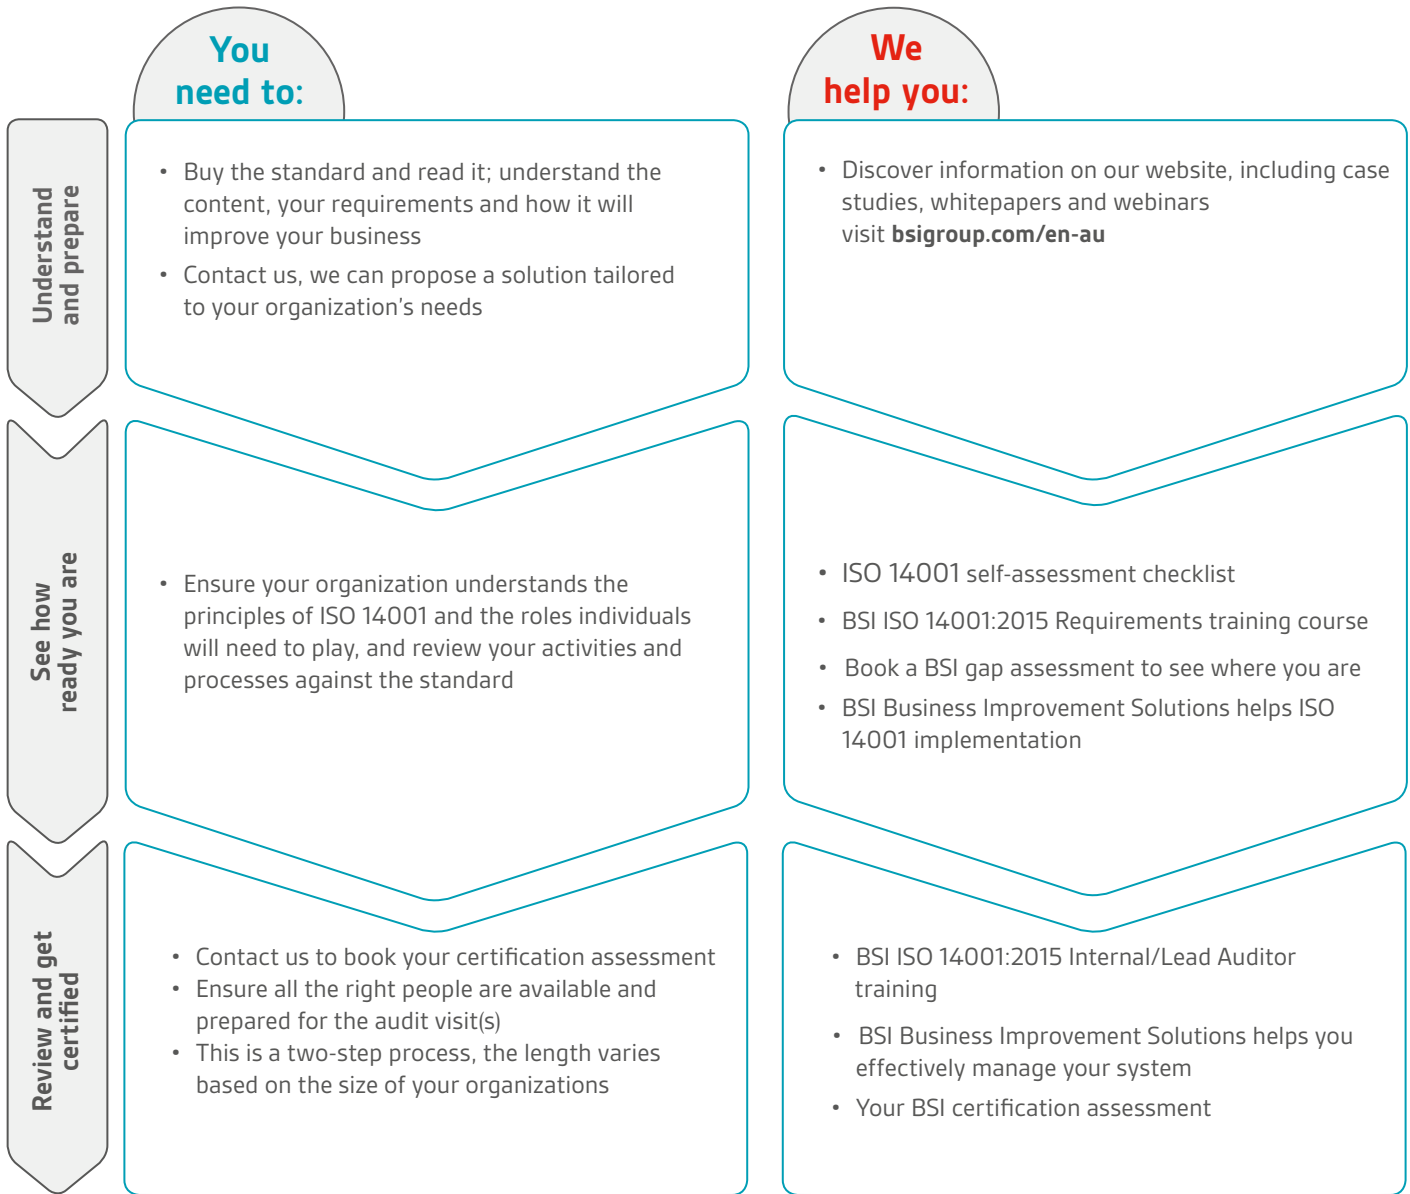 You
need to:
We
help you:
Understand
and prepare
• Buy the standard and read it; understand the
content, your requirements and how it will
improve your business
• Contact us, we can propose a solution tailored
to your organization’s needs
• Discover information on our website, including case
studies, whitepapers and webinars
visit bsigroup.com/en-au
See how
ready you are
• Ensure your organization understands the
principles of ISO 14001 and the roles individuals
will need to play, and review your activities and
processes against the standard
• ISO 14001 self-assessment checklist
• BSI ISO 14001:2015 Requirements training course
• Book a BSI gap assessment to see where you are
• BSI Business Improvement Solutions helps ISO
14001 implementation
Review and get
certified
• Contact us to book your certification assessment
• Ensure all the right people are available and
prepared for the audit visit(s)
• This is a two-step process, the length varies
based on the size of your organizations
• BSI ISO 14001:2015 Internal/Lead Auditor
training
• BSI Business Improvement Solutions helps you
effectively manage your system
• Your BSI certification assessment